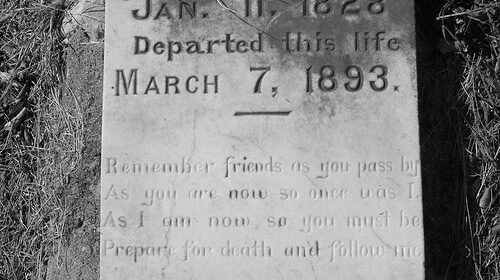 JAN. 11, 1828
Departed this life
MARCH 7, 1893.
Remember friends as you pass by
As you are now so once was I.
As I am now so you must be
Prepare for death and follow me